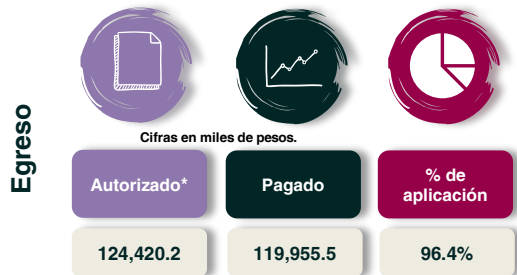 Egreso
Cifras en miles de pesos.
Autorizado*
Pagado
% de
aplicación
124,420.2
119,955.5
96.4%